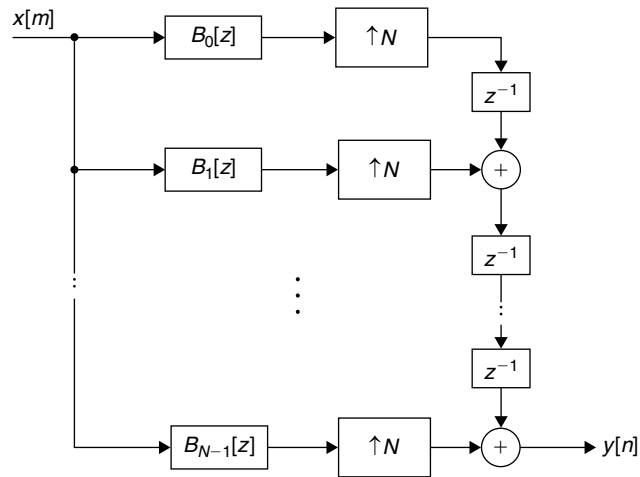 x[m]
B₀[z]
↑N
z⁻¹
B₁[z]
↑N
+
z⁻¹
z⁻¹
Bₙ₋₁[z]
↑N
+
y[n]